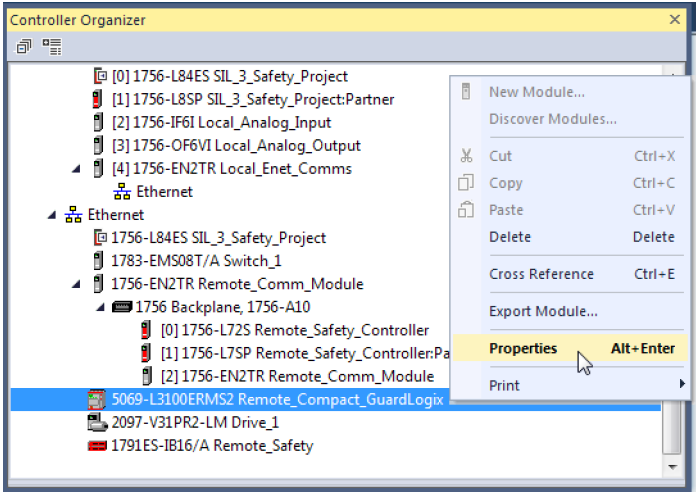 Controller Organizer
[0] 1756-L84ES SIL_3_Safety_Project
[1] 1756-L8SP SIL_3_Safety_Project:Partner
[2] 1756-IF6I Local_Analog_Input
[3] 1756-OF6VI Local_Analog_Output
[4] 1756-EN2TR Local_Enet_Comms
Ethernet
Ethernet
1756-L84ES SIL_3_Safety_Project
1783-EMS08T/A Switch_1
1756-EN2TR Remote_Comm_Module
1756 Backplane, 1756-A10
[0] 1756-L72S Remote_Safety_Controller
[1] 1756-L7SP Remote_Safety_Controller:Pa
[2] 1756-EN2TR Remote_Comm_Module
5069-L3100ERMS2 Remote_Compact_GuardLogix
2097-V31PR2-LM Drive_1
1791ES-IB16/A Remote_Safety
New Module...
Discover Modules...
Cut Ctrl+X
Copy Ctrl+C
Paste Ctrl+V
Delete Delete
Cross Reference Ctrl+E
Export Module...
Properties Alt+Enter
Print